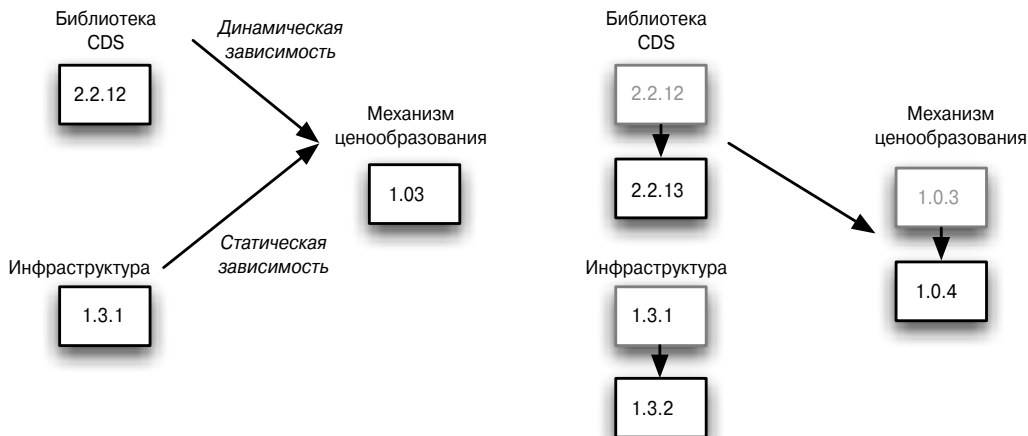 Библиотека
CDS
2.2.12
Динамическая
зависимость
Механизм
ценообразования
1.03
Статическая
зависимость
Инфраструктура
1.3.1
Библиотека
CDS
2.2.12
2.2.13
Механизм
ценообразования
1.0.3
1.0.4
Инфраструктура
1.3.1
1.3.2